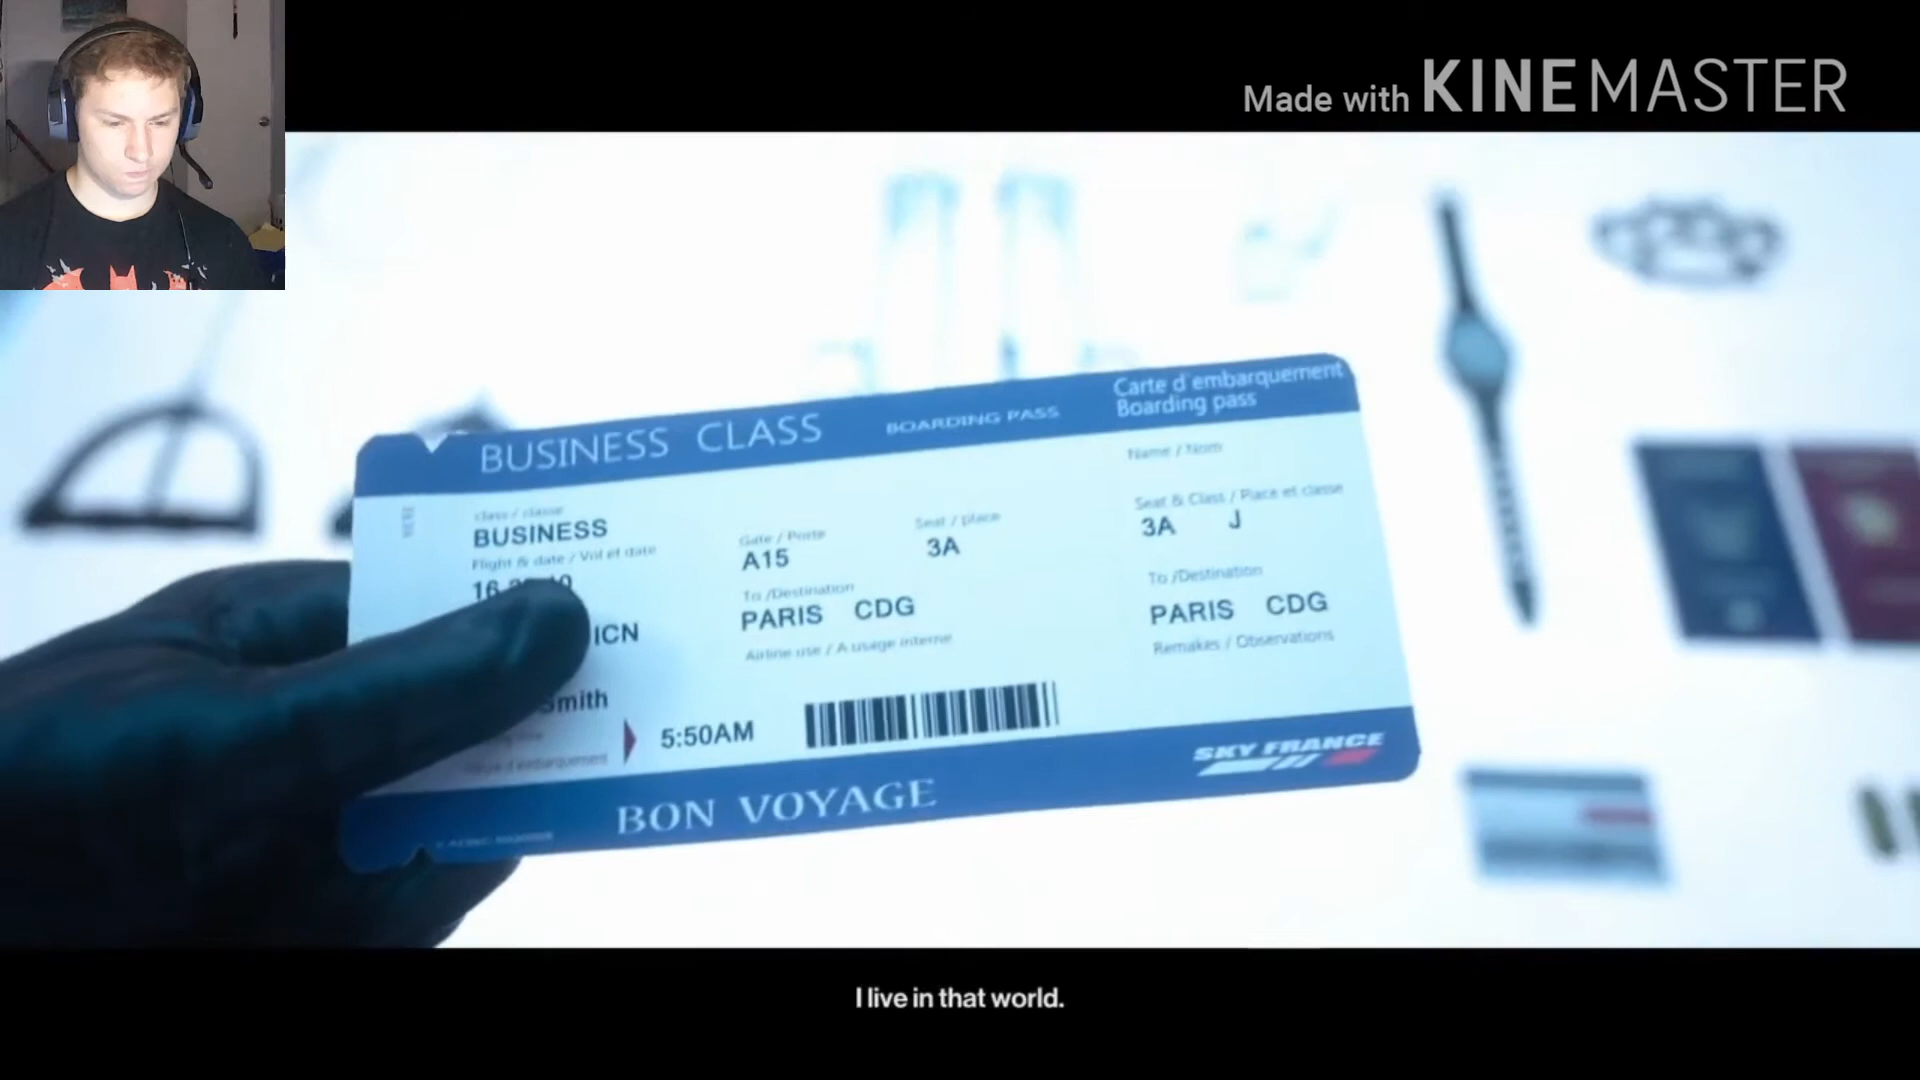 Made with KINEMASTER
BUSINESS CLASS
BOARDING PASS
Carte d'embarquement
Boarding pass
Name / Nom
class / classe
BUSINESS
Gate / Porte
A15
Seat / place
3A
Seat & Class / Place et classe
3A J
Flight & date / Vol et date
16
To /Destination
PARIS CDG
To /Destination
PARIS CDG
ICN
Airline use / A usage interne
Remakes / Observations
Smith
5:50AM
SKY FRANCE
BON VOYAGE
I live in that world.